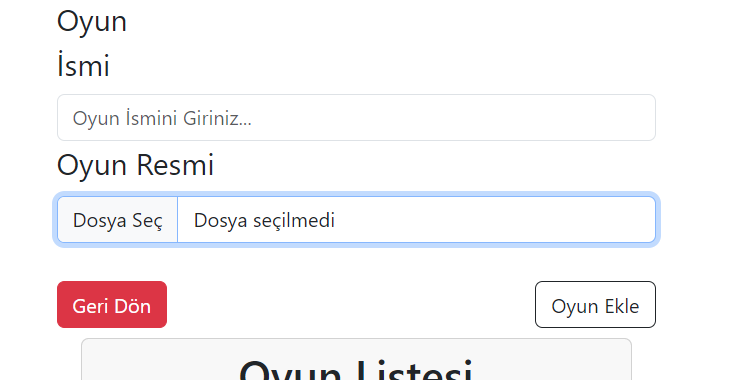 Oyun
İsmi
Oyun İsmini Giriniz...
Oyun Resmi
Dosya Seç Dosya seçilmedi
Geri Dön Oyun Ekle
Oyun Listesi